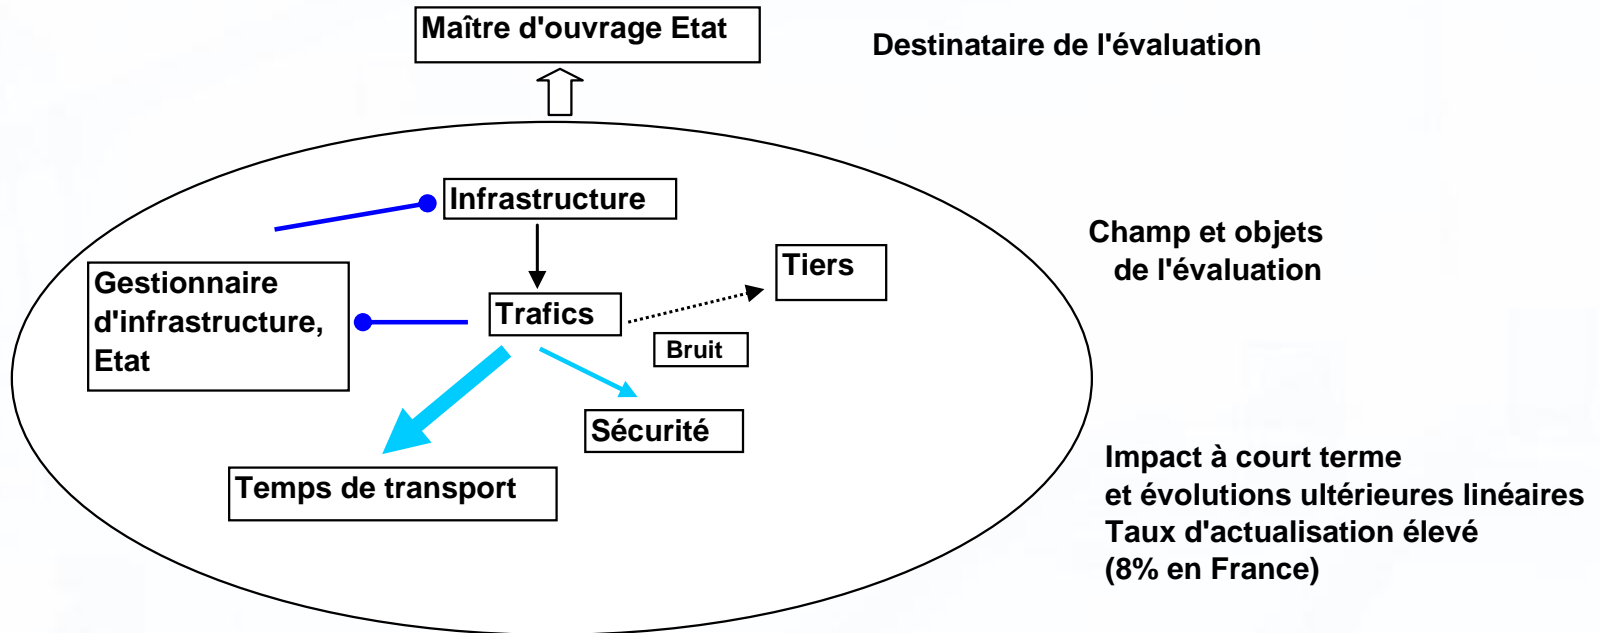 Maître d'ouvrage Etat
Destinataire de l'évaluation
Infrastructure
Champ et objets
de l'évaluation
Tiers
Gestionnaire
d'infrastructure,
Etat
Trafics
Bruit
Sécurité
Temps de transport
Impact à court terme
et évolutions ultérieures linéaires
Taux d'actualisation élevé
(8% en France)